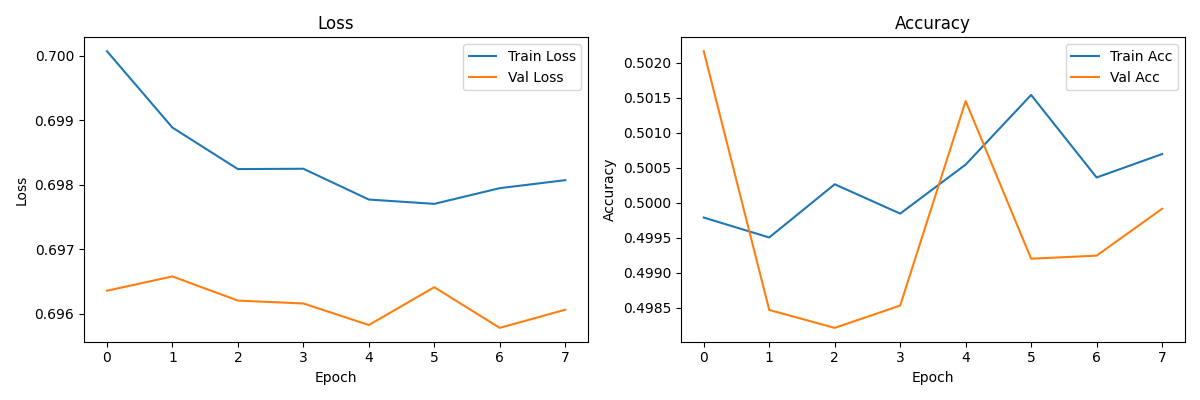 Loss
0.700
0.699
0.698
0.697
0.696
Loss
0 1 2 3 4 5 6 7
Epoch
Train Loss
Val Loss
Accuracy
0.5020
0.5015
0.5010
0.5005
0.5000
0.4995
0.4990
0.4985
Accuracy
0 1 2 3 4 5 6 7
Epoch
Train Acc
Val Acc